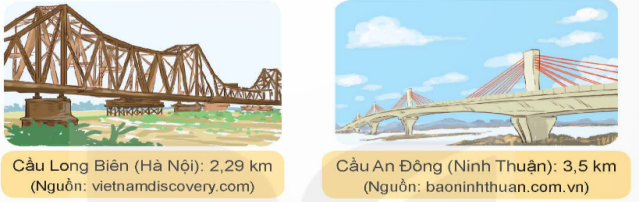 Cầu Long Biên (Hà Nội): 2,29 km
(Nguồn: vietnamdiscovery.com)
Cầu An Đông (Ninh Thuận): 3,5 km
(Nguồn: baoninhthuan.com.vn)